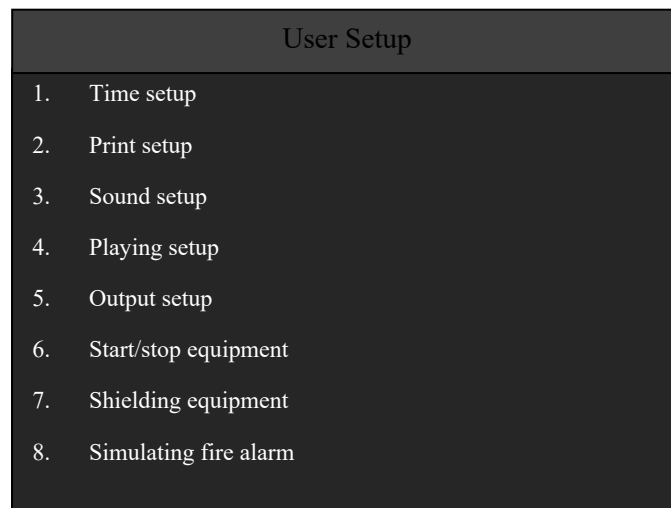 User Setup
1. Time setup
2. Print setup
3. Sound setup
4. Playing setup
5. Output setup
6. Start/stop equipment
7. Shielding equipment
8. Simulating fire alarm